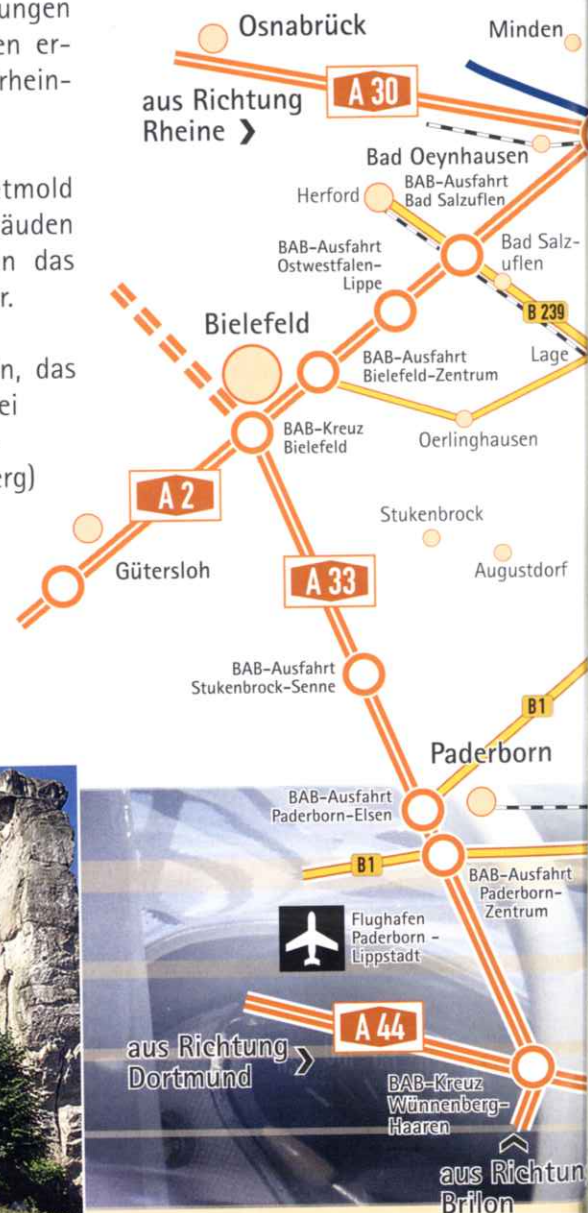 ungen
en er-
rhein-
etmold
äuden
n das
r.
n, das
ei
erg)
Osnabrück
Minden
A 30
aus Richtung
Rheine ❯
Bad Oeynhausen
BAB-Ausfahrt
Bad Salzuflen
Herford
BAB-Ausfahrt
Ostwestfalen-
Lippe
Bad Salz-
uflen
B 239
Bielefeld
Lage
BAB-Ausfahrt
Bielefeld-Zentrum
BAB-Kreuz
Bielefeld
Oerlinghausen
A 2
Stukenbrock
Gütersloh
Augustdorf
A 33
BAB-Ausfahrt
Stukenbrock-Senne
B1
Paderborn
BAB-Ausfahrt
Paderborn-Elsen
B1
BAB-Ausfahrt
Paderborn-
Zentrum
Flughafen
Paderborn -
Lippstadt
A 44
aus Richtung ❯
Dortmund
BAB-Kreuz
Wünnenberg-
Haaren
aus Richtun
Brilon